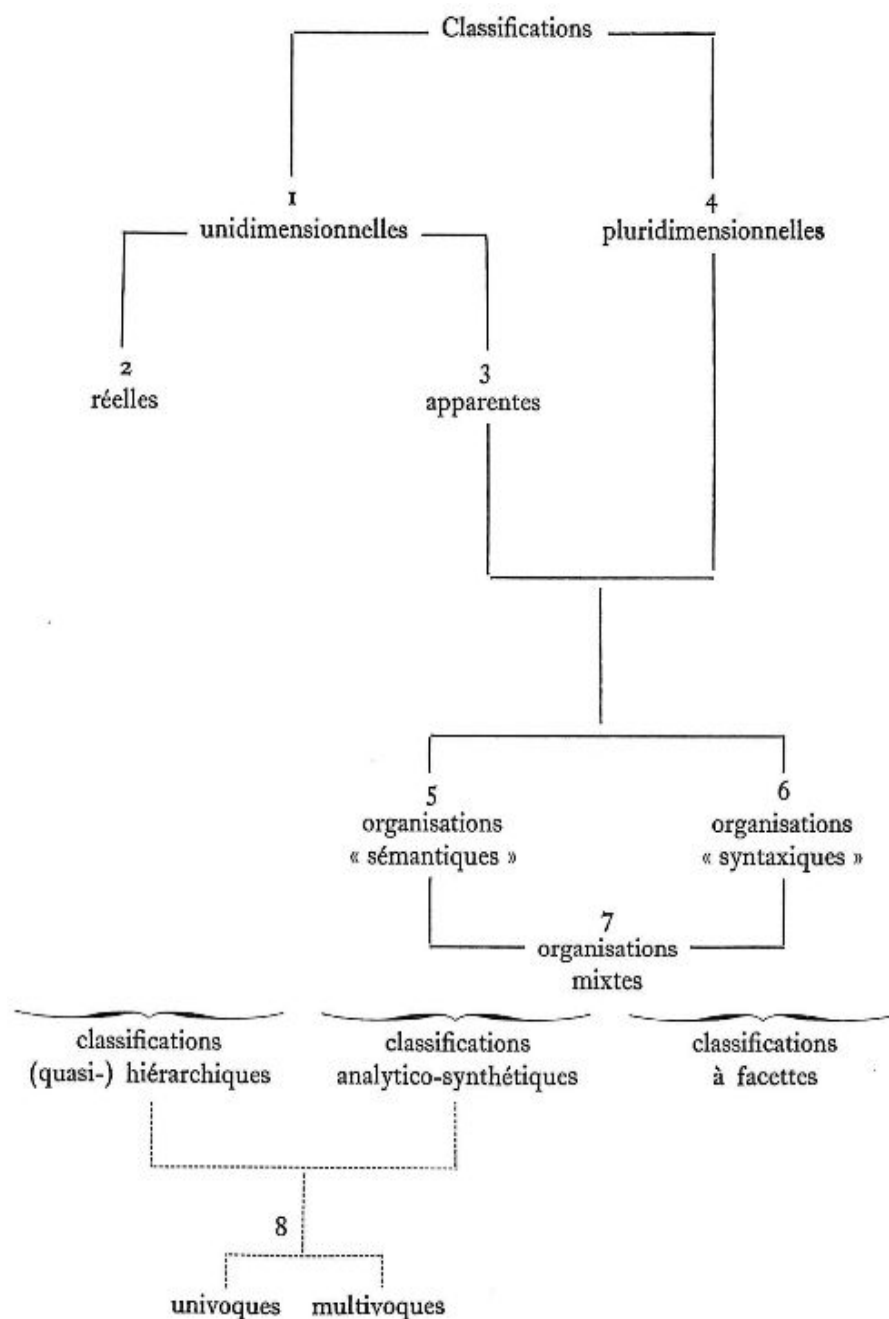 Classifications
1
unidimensionnelles
4
pluridimensionnelles
2
réelles
3
apparentes
5
organisations
« sémantiques »
6
organisations
« syntaxiques »
7
organisations
mixtes
classifications
(quasi-) hiérarchiques
classifications
analytico-synthétiques
classifications
à facettes
8
univoques
multivoques